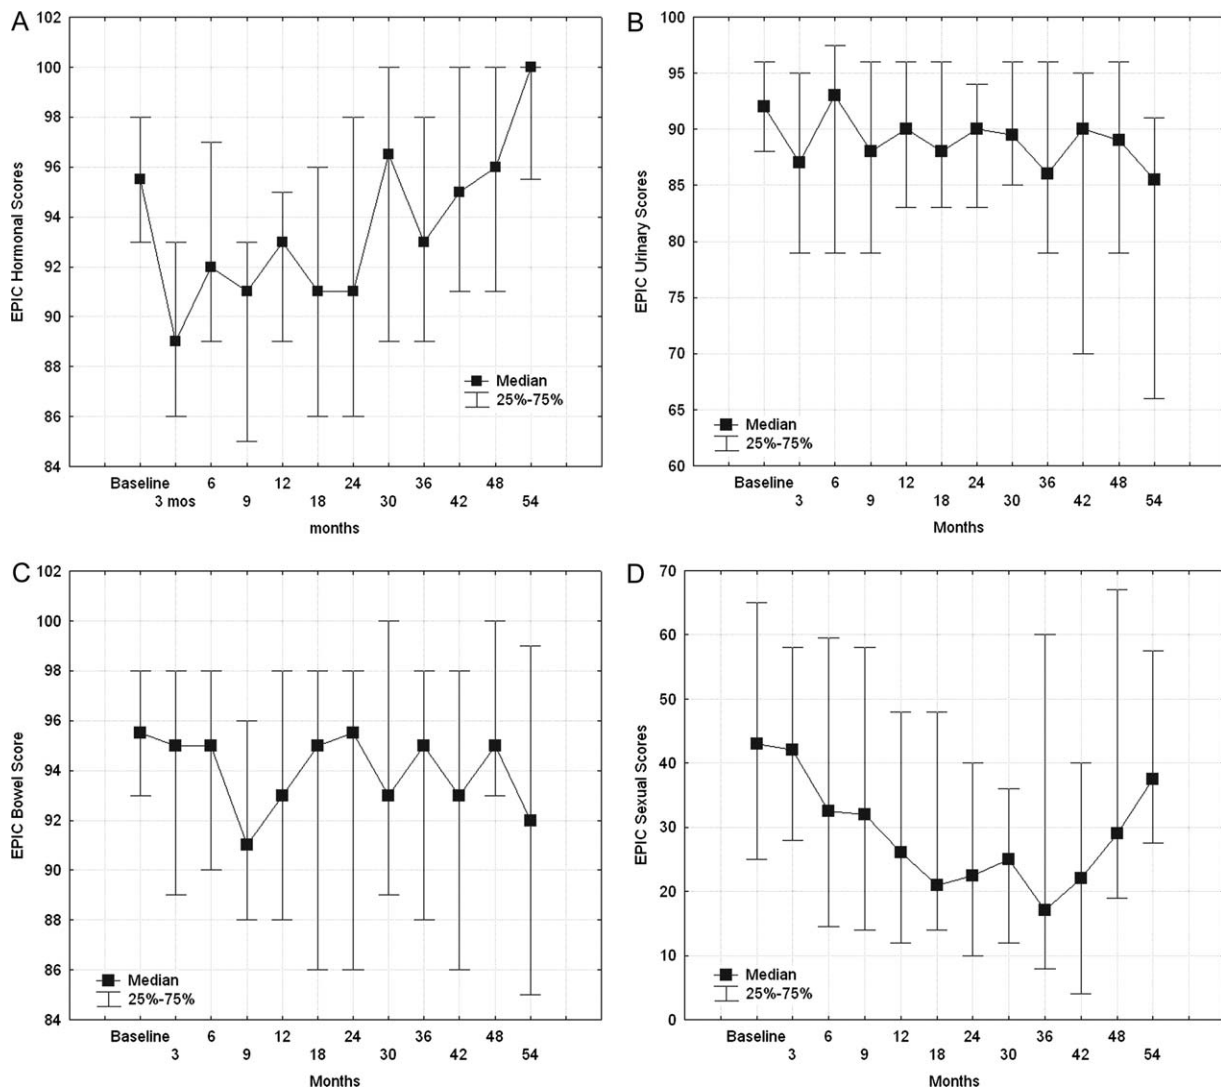 A
EPIC Hormonal Scores
102
100
98
96
94
92
90
88
86
84
Median
25%-75%
Baseline 6 12 24 36 48
3 mos 9 18 30 42 54
months
B
EPIC Urinary Scores
100
95
90
85
80
75
70
65
60
Median
25%-75%
Baseline 6 12 24 36 48
3 9 18 30 42 54
Months
C
EPIC Bowel Score
102
100
98
96
94
92
90
88
86
84
Median
25%-75%
Baseline 6 12 24 36 48
3 9 18 30 42 54
Months
D
EPIC Sexual Scores
70
60
50
40
30
20
10
0
Median
25%-75%
Baseline 6 12 24 36 48
3 9 18 30 42 54
Months